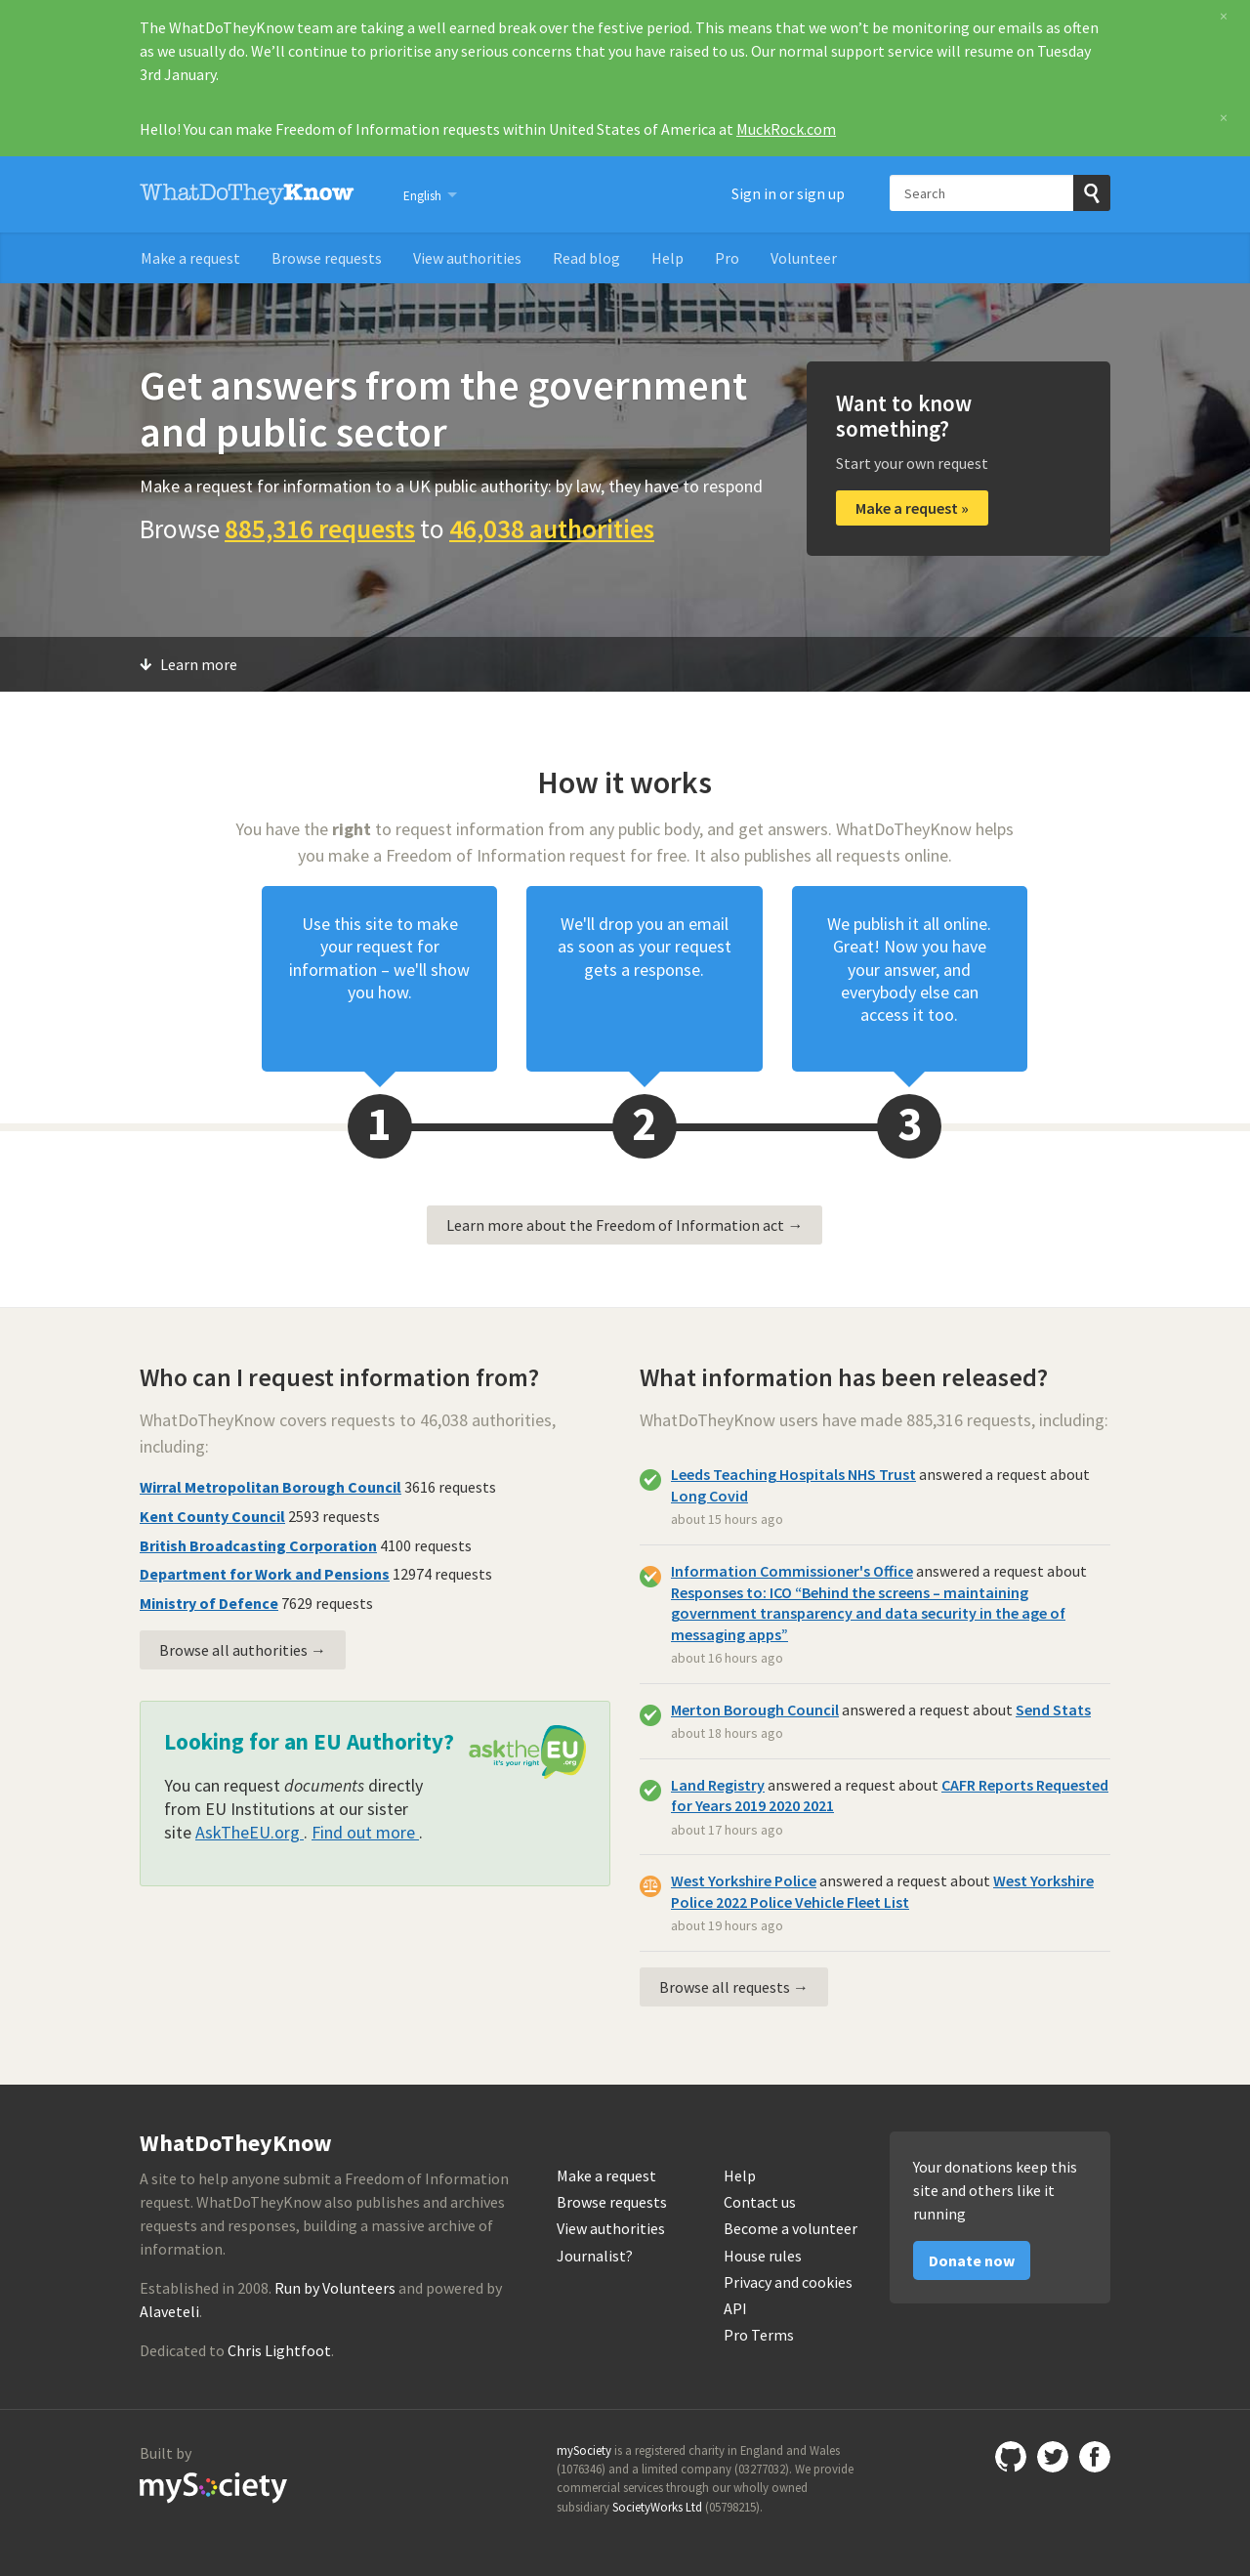 The WhatDoTheyKnow team are taking a well earned break over the festive period. This means that we won't be monitoring our emails as often
as we usually do. We'll continue to prioritise any serious concerns that you have raised to us. Our normal support service will resume on Tuesday
3rd January.
×
Hello! You can make Freedom of Information requests within United States of America at MuckRock.com
×
WhatDoTheyKnow
English
Sign in or sign up
Search
Make a request
Browse requests
View authorities
Read blog
Help
Pro
Volunteer
Get answers from the government
and public sector
Make a request for information to a UK public authority: by law, they have to respond
Browse 885,316 requests to 46,038 authorities
Want to know
something?
Start your own request
Make a request »
Learn more
How it works
You have the right to request information from any public body, and get answers. WhatDoTheyKnow helps
you make a Freedom of Information request for free. It also publishes all requests online.
Use this site to make
your request for
information – we'll show
you how.
We'll drop you an email
as soon as your request
gets a response.
We publish it all online.
Great! Now you have
your answer, and
everybody else can
access it too.
1
2
3
Learn more about the Freedom of Information act →
Who can I request information from?
WhatDoTheyKnow covers requests to 46,038 authorities,
including:
Wirral Metropolitan Borough Council 3616 requests
Kent County Council 2593 requests
British Broadcasting Corporation 4100 requests
Department for Work and Pensions 12974 requests
Ministry of Defence 7629 requests
Browse all authorities →
Looking for an EU Authority?
asktheEU.org
it's your right
You can request documents directly
from EU Institutions at our sister
site AskTheEU.org . Find out more .
What information has been released?
WhatDoTheyKnow users have made 885,316 requests, including:
Leeds Teaching Hospitals NHS Trust answered a request about
Long Covid
about 15 hours ago
Information Commissioner's Office answered a request about
Responses to: ICO “Behind the screens – maintaining
government transparency and data security in the age of
messaging apps”
about 16 hours ago
Merton Borough Council answered a request about Send Stats
about 18 hours ago
Land Registry answered a request about CAFR Reports Requested
for Years 2019 2020 2021
about 17 hours ago
West Yorkshire Police answered a request about West Yorkshire
Police 2022 Police Vehicle Fleet List
about 19 hours ago
Browse all requests →
WhatDoTheyKnow
A site to help anyone submit a Freedom of Information
request. WhatDoTheyKnow also publishes and archives
requests and responses, building a massive archive of
information.
Established in 2008. Run by Volunteers and powered by
Alaveteli.
Dedicated to Chris Lightfoot.
Make a request
Browse requests
View authorities
Journalist?
Help
Contact us
Become a volunteer
House rules
Privacy and cookies
API
Pro Terms
Your donations keep this
site and others like it
running
Donate now
Built by
mySociety
mySociety is a registered charity in England and Wales
(1076346) and a limited company (03277032). We provide
commercial services through our wholly owned
subsidiary SocietyWorks Ltd (05798215).